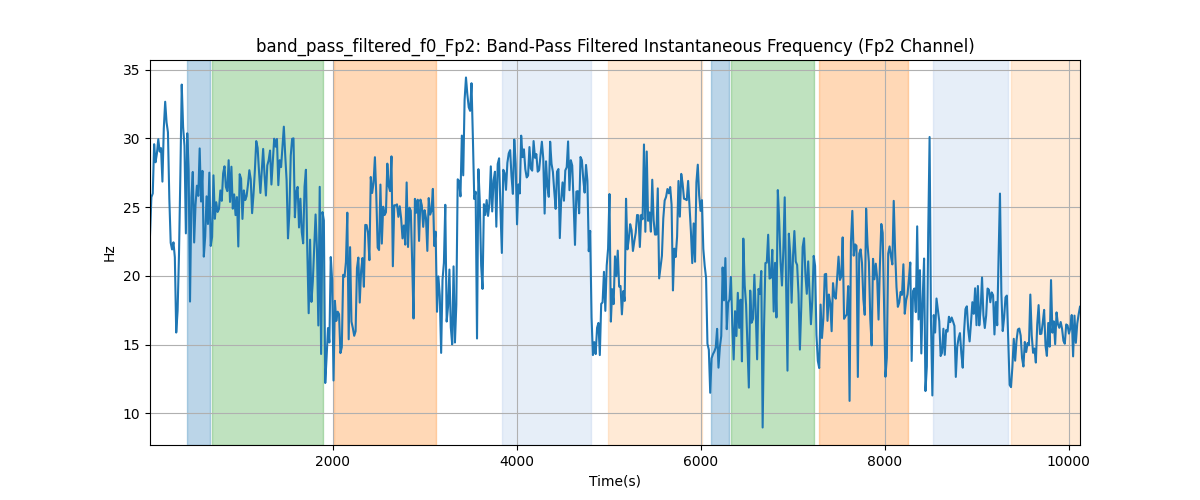 band_pass_filtered_f0_Fp2: Band-Pass Filtered Instantaneous Frequency (Fp2 Channel)
35
30
25
20
15
10
Hz
2000 4000 6000 8000 10000
Time(s)